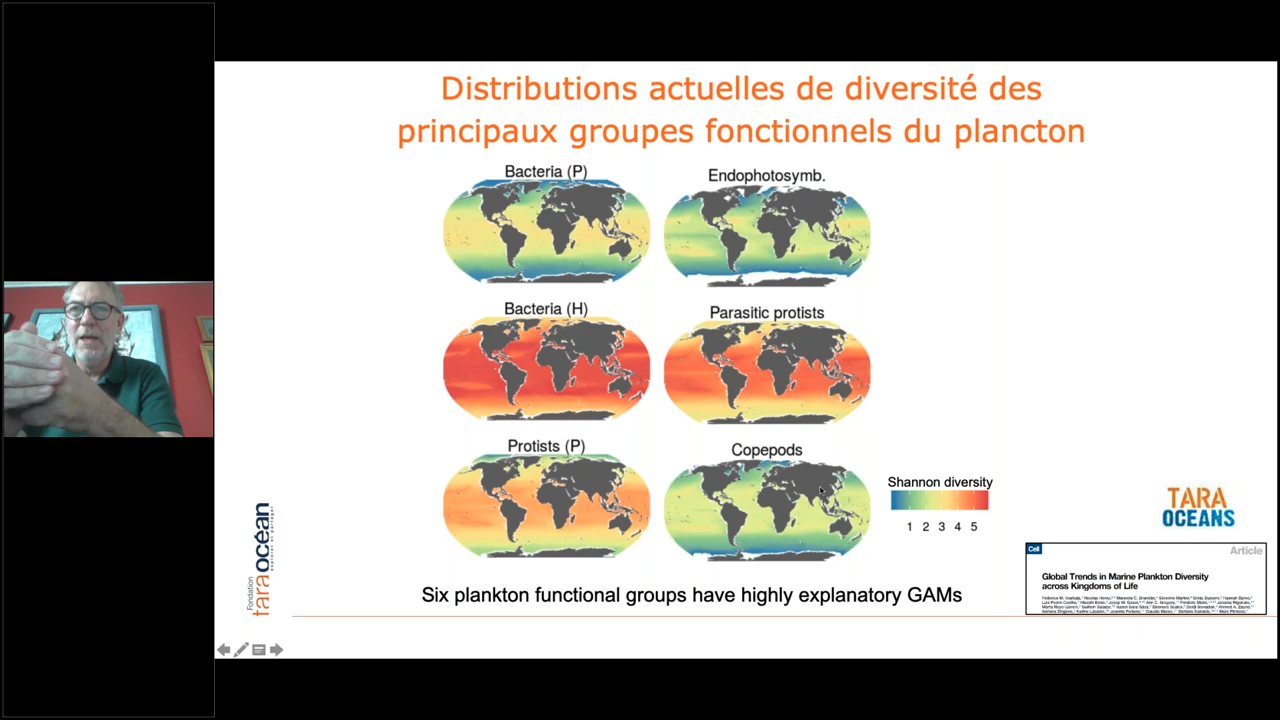 Distributions actuelles de diversité des
principaux groupes fonctionnels du plancton
Bacteria (P)
Endophotosymb.
Bacteria (H)
Parasitic protists
Protists (P)
Copepods
Shannon diversity
1 2 3 4 5
Six plankton functional groups have highly explanatory GAMs
Fondation
taraocéan
TARA
OCEANS
Cell
Article
Global Trends in Marine Plankton Diversity
across Kingdoms of Life